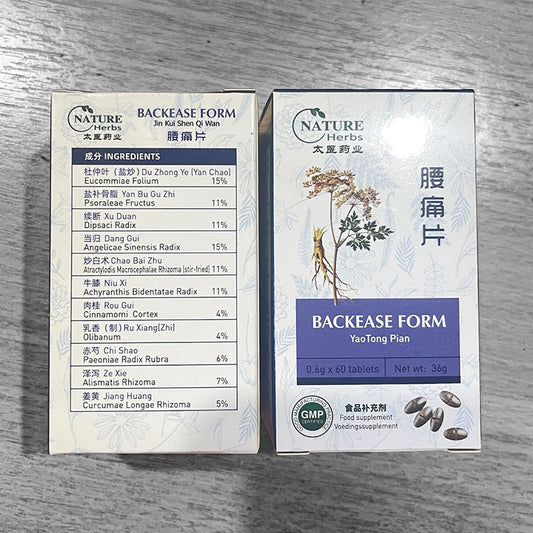 NATURE
Herbs
太医药业
BACKEASE FORM
Jin Kui Shen Qi Wan
腰痛片
成分 INGREDIENTS
杜仲叶（盐炒）Du Zhong Ye (Yan Chao)
Eucommiae Folium 15%
盐补骨脂 Yan Bu Gu Zhi
Psoraleae Fructus 11%
续断 Xu Duan
Dipsaci Radix 11%
当归 Dang Gui
Angelicae Sinensis Radix 15%
炒白术 Chao Bai Zhu
Atractylodis Macrocephalae Rhizoma (stir-fried) 11%
牛膝 Niu Xi
Achyranthis Bidentatae Radix 11%
肉桂 Rou Gui
Cinnamomi Cortex 4%
乳香（制）Ru Xiang(Zhi)
Olibanum 4%
赤芍 Chi Shao
Paeoniae Radix Rubra 6%
泽泻 Ze Xie
Alismatis Rhizoma 7%
姜黄 Jiang Huang
Curcumae Longae Rhizoma 5%
NATURE
Herbs
太医药业
腰痛片
BACKEASE FORM
YaoTong Pian
0.6g x 60 tablets Net wt: 36g
GMP
CERTIFIED
食品补充剂
Food supplement
Voedingssupplement